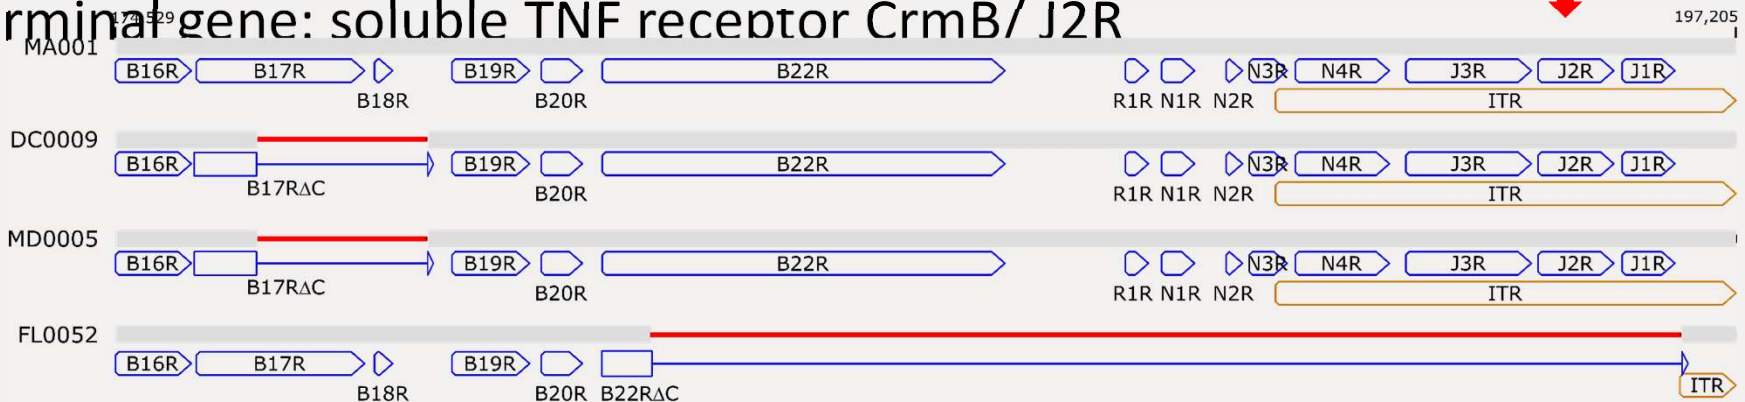 rminal gene: soluble TNF receptor CrmB/ J2R
174,529 197,205
MA001
B16R B17R B19R B22R N3R N4R J3R J2R J1R
B18R B20R R1R N1R N2R ITR
DC0009
B16R B19R B22R N3R N4R J3R J2R J1R
B17RΔC B20R R1R N1R N2R ITR
MD0005
B16R B19R B22R N3R N4R J3R J2R J1R
B17RΔC B20R R1R N1R N2R ITR
FL0052
B16R B17R B19R
B18R B20R B22RΔC ITR